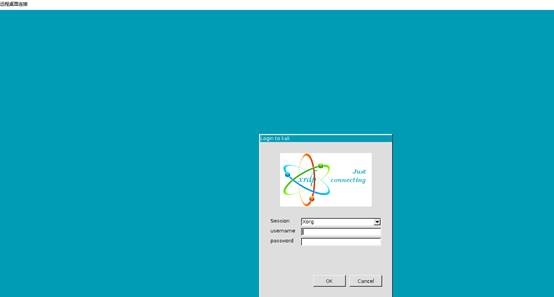 远程桌面连接
Login to kali
Just
xrdp connecting
Session Xorg
username
password
OK Cancel